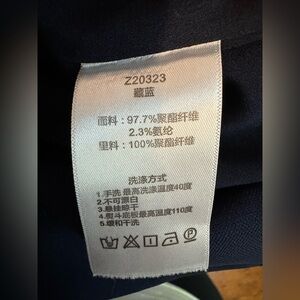 Z20323
藏蓝
面料：97.7%聚酯纤维
2.3%氨纶
里料：100%聚酯纤维
洗涤方式
1.手洗 最高洗涤温度40度
2.不可漂白
3.悬挂晾干
4.熨斗底板最高温度110度
5.缓和干洗